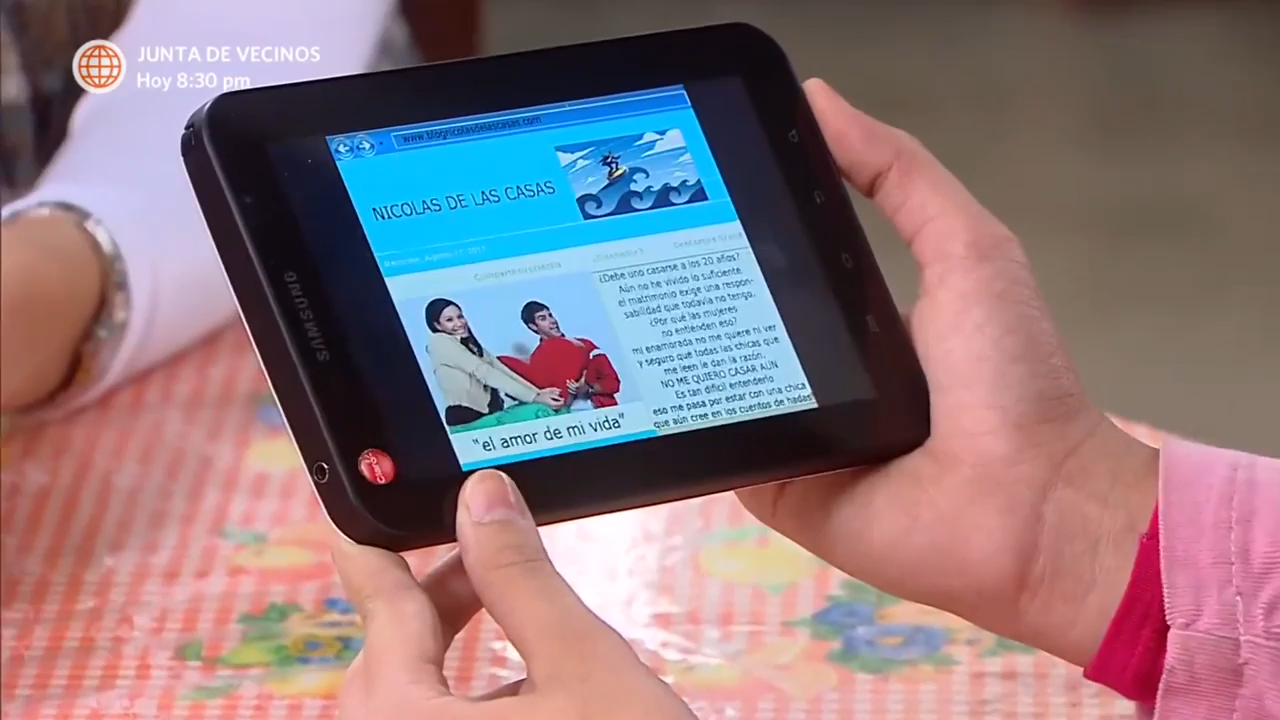 JUNTA DE VECINOS
Hoy 8:30 pm
www.blognicolasdelascasas.com
NICOLAS DE LAS CASAS
¿Debe uno casarse a los 20 años?
Aún no he vivido lo suficiente
el matrimonio exige una respon-
sabilidad que todavía no tengo.
¿Por qué las mujeres
no entienden eso?
mi enamorada no me quiere ni ver
y seguro que todas las chicas que
me leen le dan la razón.
NO ME QUIERO CASAR AÚN
Es tan difícil entenderlo
eso me pasa por estar con una chica
que aún cree en los cuentos de hadas
"el amor de mi vida"
SAMSUNG
Claro